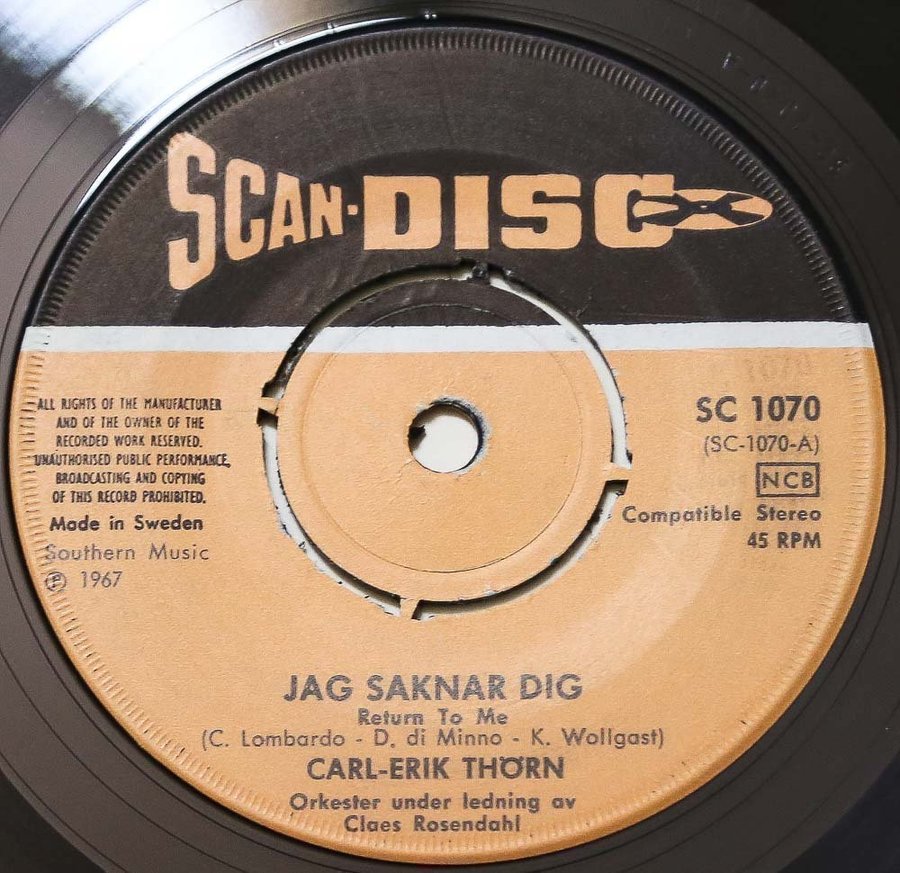 SCAN-DISC
ALL RIGHTS OF THE MANUFACTURER
AND OF THE OWNER OF THE
RECORDED WORK RESERVED.
UNAUTHORISED PUBLIC PERFORMANCE,
BROADCASTING AND COPYING
OF THIS RECORD PROHIBITED.
Made in Sweden
Southern Music
℗ 1967
SC 1070
(SC-1070-A)
NCB
Compatible Stereo
45 RPM
JAG SAKNAR DIG
Return To Me
(C. Lombardo - D. di Minno - K. Wollgast)
CARL-ERIK THÖRN
Orkester under ledning av
Claes Rosendahl